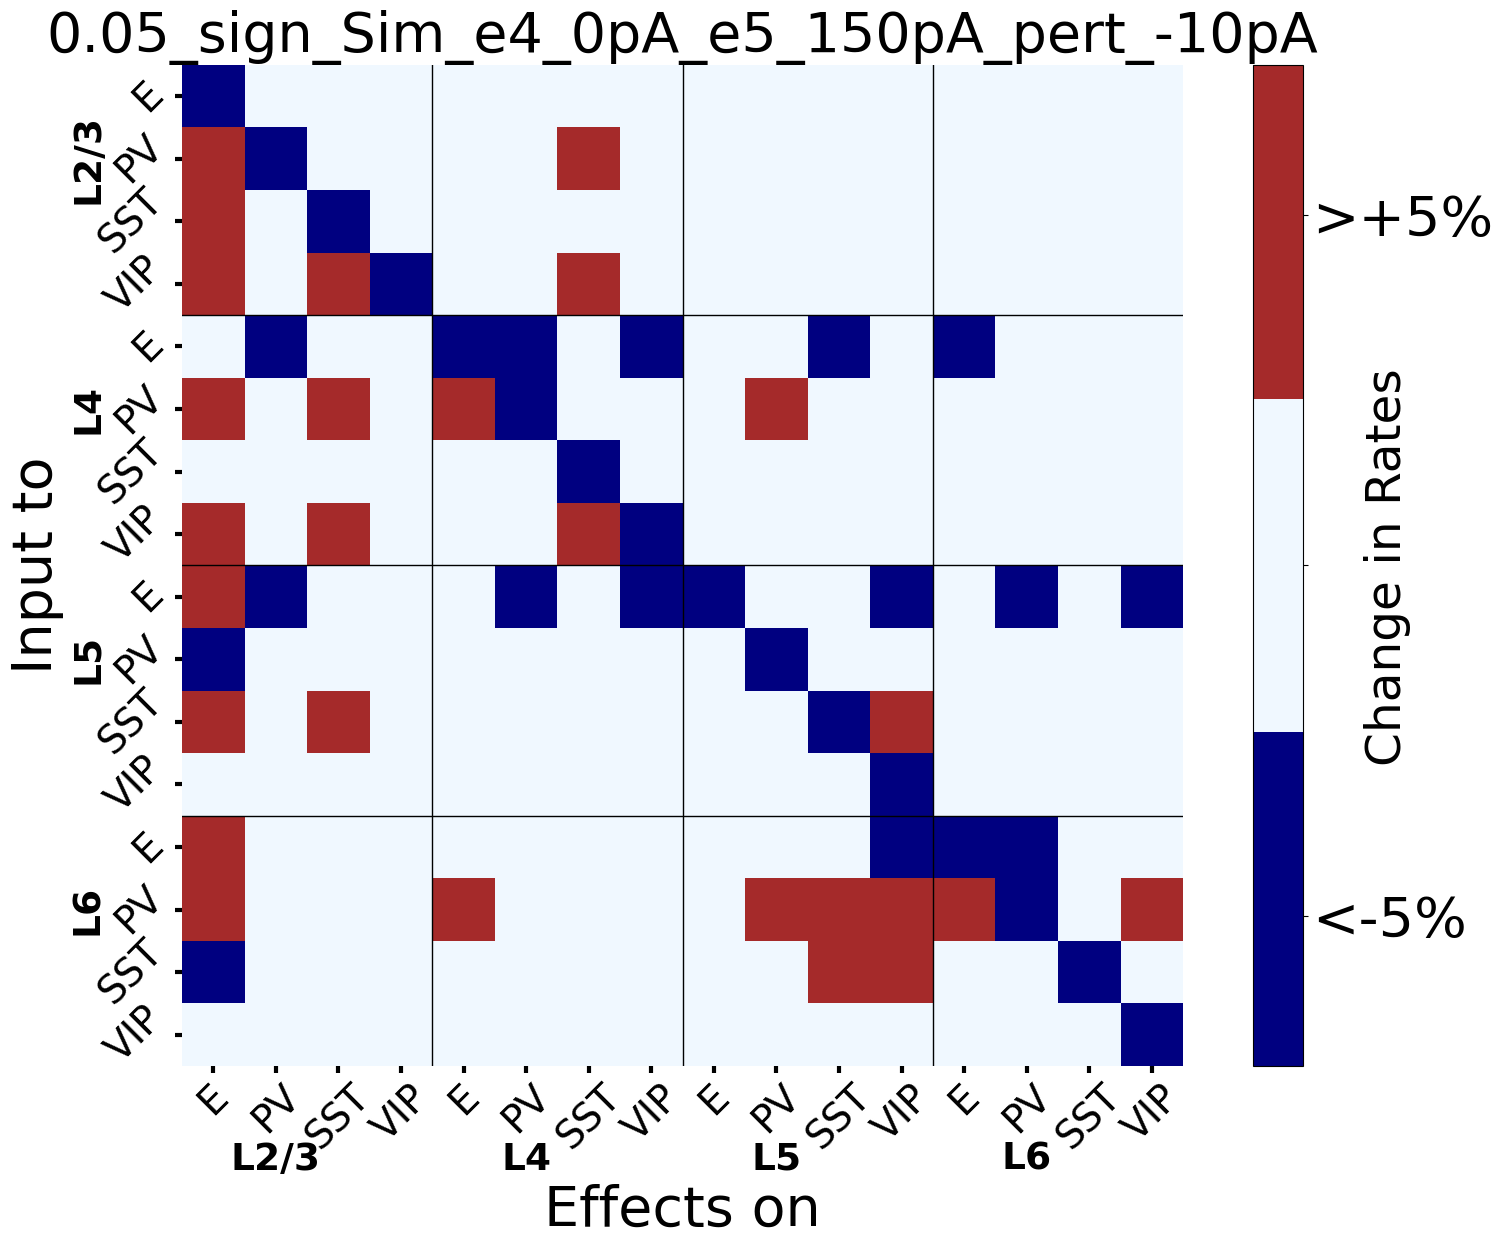 0.05_sign_Sim_e4_0pA_e5_150pA_pert_-10pA
Input to
L2/3
E
PV
SST
VIP
L4
E
PV
SST
VIP
L5
E
PV
SST
VIP
L6
E
PV
SST
VIP
E PV SST VIP E PV SST VIP E PV SST VIP E PV SST VIP
L2/3 L4 L5 L6
Effects on
>+5%
<-5%
Change in Rates